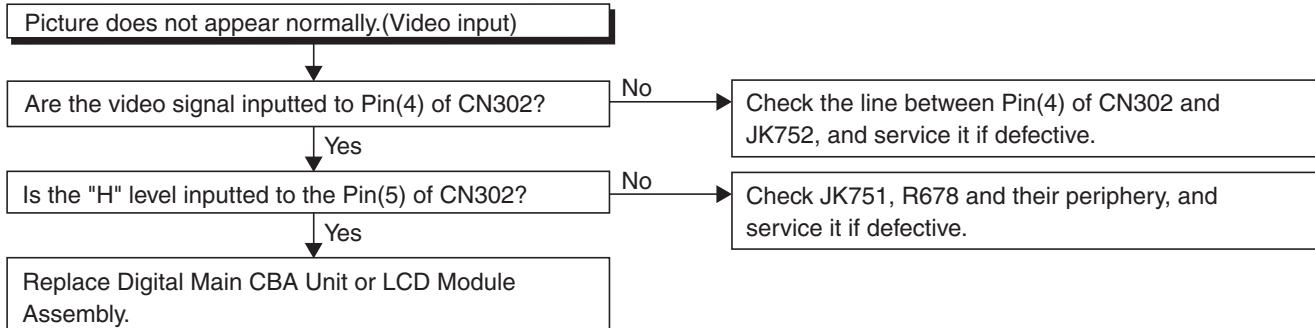 Picture does not appear normally.(Video input)
Are the video signal inputted to Pin(4) of CN302?
No
Check the line between Pin(4) of CN302 and
JK752, and service it if defective.
Yes
Is the "H" level inputted to the Pin(5) of CN302?
No
Check JK751, R678 and their periphery, and
service it if defective.
Yes
Replace Digital Main CBA Unit or LCD Module
Assembly.